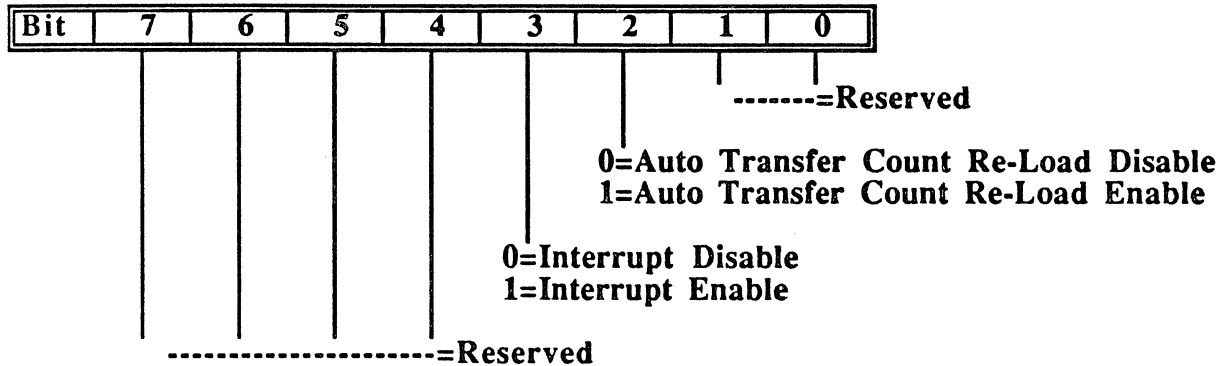 Bit 7 6 5 4 3 2 1 0
-------=Reserved
0=Auto Transfer Count Re-Load Disable
1=Auto Transfer Count Re-Load Enable
0=Interrupt Disable
1=Interrupt Enable
--------------------=Reserved